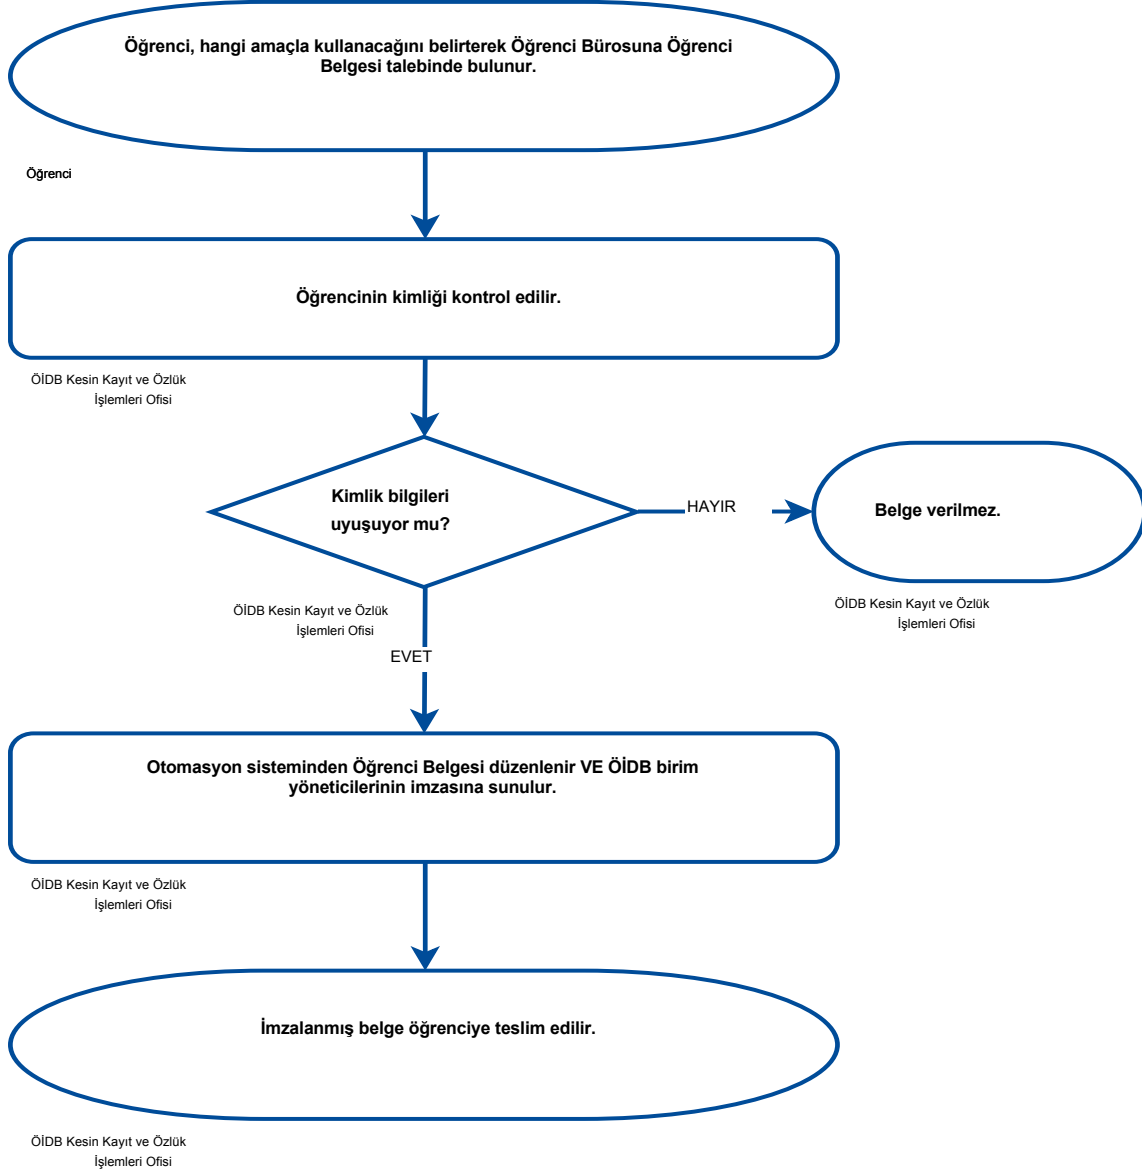 Öğrenci, hangi amaçla kullanacağını belirterek Öğrenci Bürosuna Öğrenci
Belgesi talebinde bulunur.
Öğrenci
Öğrencinin kimliği kontrol edilir.
ÖİDB Kesin Kayıt ve Özlük
İşlemleri Ofisi
Kimlik bilgileri
uyuşuyor mu?
HAYIR
Belge verilmez.
ÖİDB Kesin Kayıt ve Özlük
İşlemleri Ofisi
ÖİDB Kesin Kayıt ve Özlük
İşlemleri Ofisi
EVET
Otomasyon sisteminden Öğrenci Belgesi düzenlenir VE ÖİDB birim
yöneticilerinin imzasına sunulur.
ÖİDB Kesin Kayıt ve Özlük
İşlemleri Ofisi
İmzalanmış belge öğrenciye teslim edilir.
ÖİDB Kesin Kayıt ve Özlük
İşlemleri Ofisi